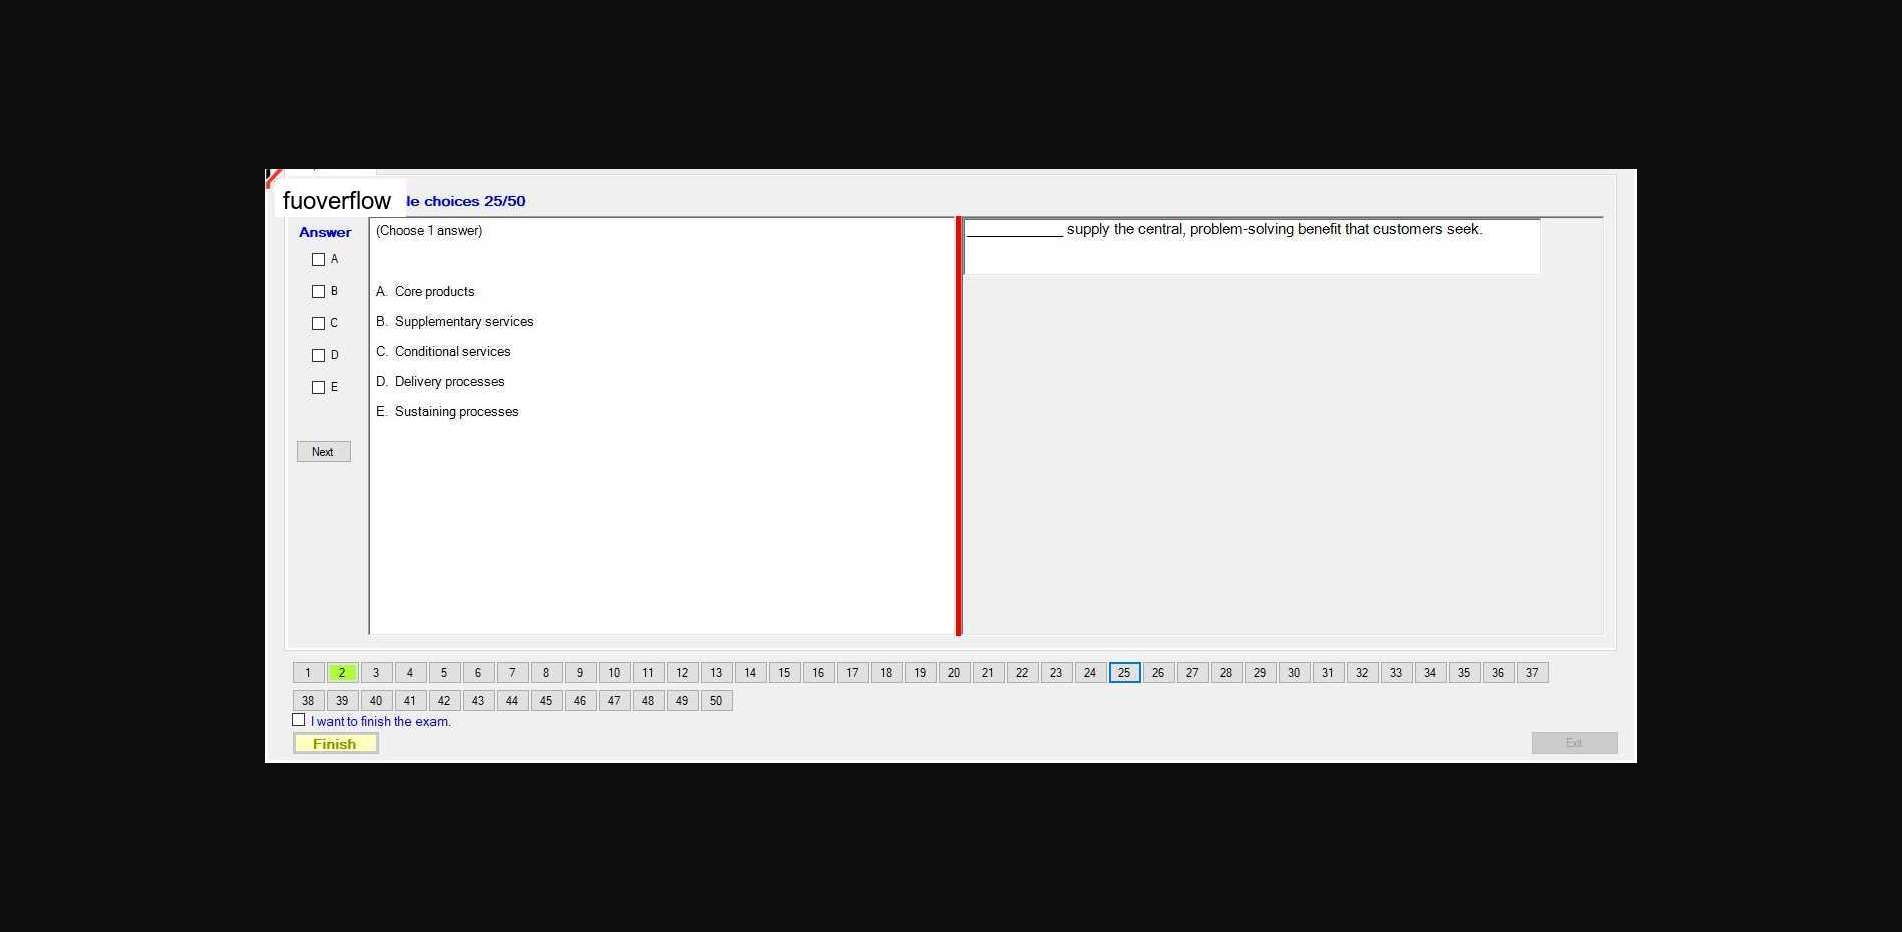 fuoverflow
le choices 25/50
Answer
(Choose 1 answer)
____________ supply the central, problem-solving benefit that customers seek.
A
B
C
D
E
A. Core products
B. Supplementary services
C. Conditional services
D. Delivery processes
E. Sustaining processes
Next
1 2 3 4 5 6 7 8 9 10 11 12 13 14 15 16 17 18 19 20 21 22 23 24 25 26 27 28 29 30 31 32 33 34 35 36 37
38 39 40 41 42 43 44 45 46 47 48 49 50
I want to finish the exam.
Finish
Exit